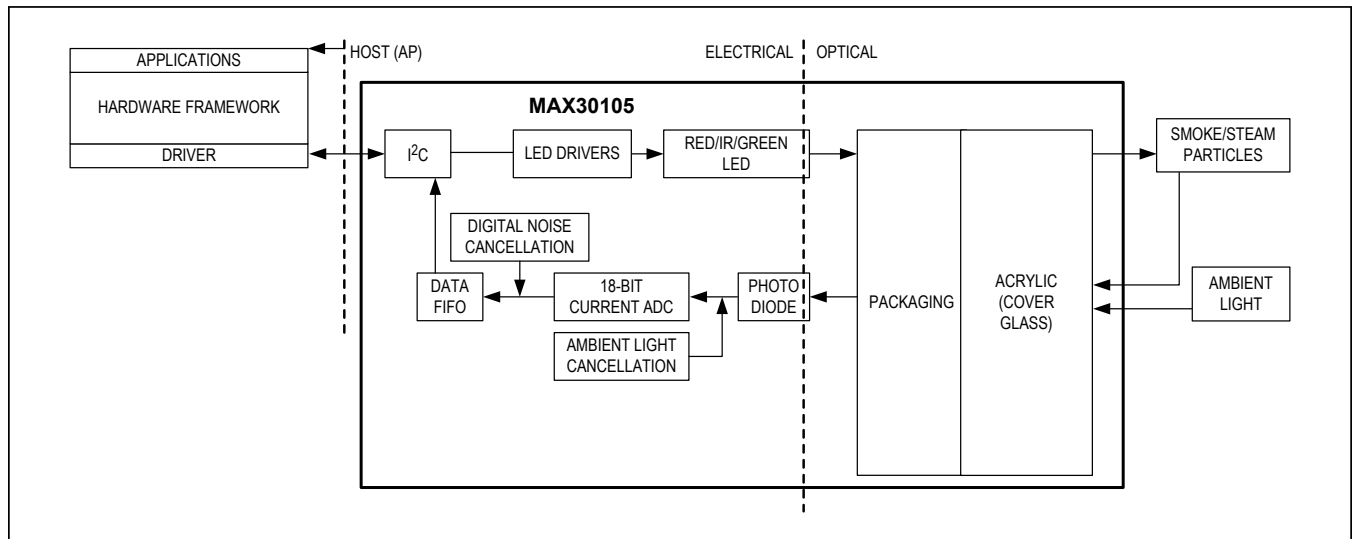 HOST (AP)
ELECTRICAL
OPTICAL
APPLICATIONS
HARDWARE FRAMEWORK
DRIVER
MAX30105
I²C
LED DRIVERS
RED/IR/GREEN
LED
SMOKE/STEAM
PARTICLES
DIGITAL NOISE
CANCELLATION
DATA
FIFO
18-BIT
CURRENT ADC
PHOTO
DIODE
AMBIENT LIGHT
CANCELLATION
PACKAGING
ACRYLIC
(COVER
GLASS)
AMBIENT
LIGHT